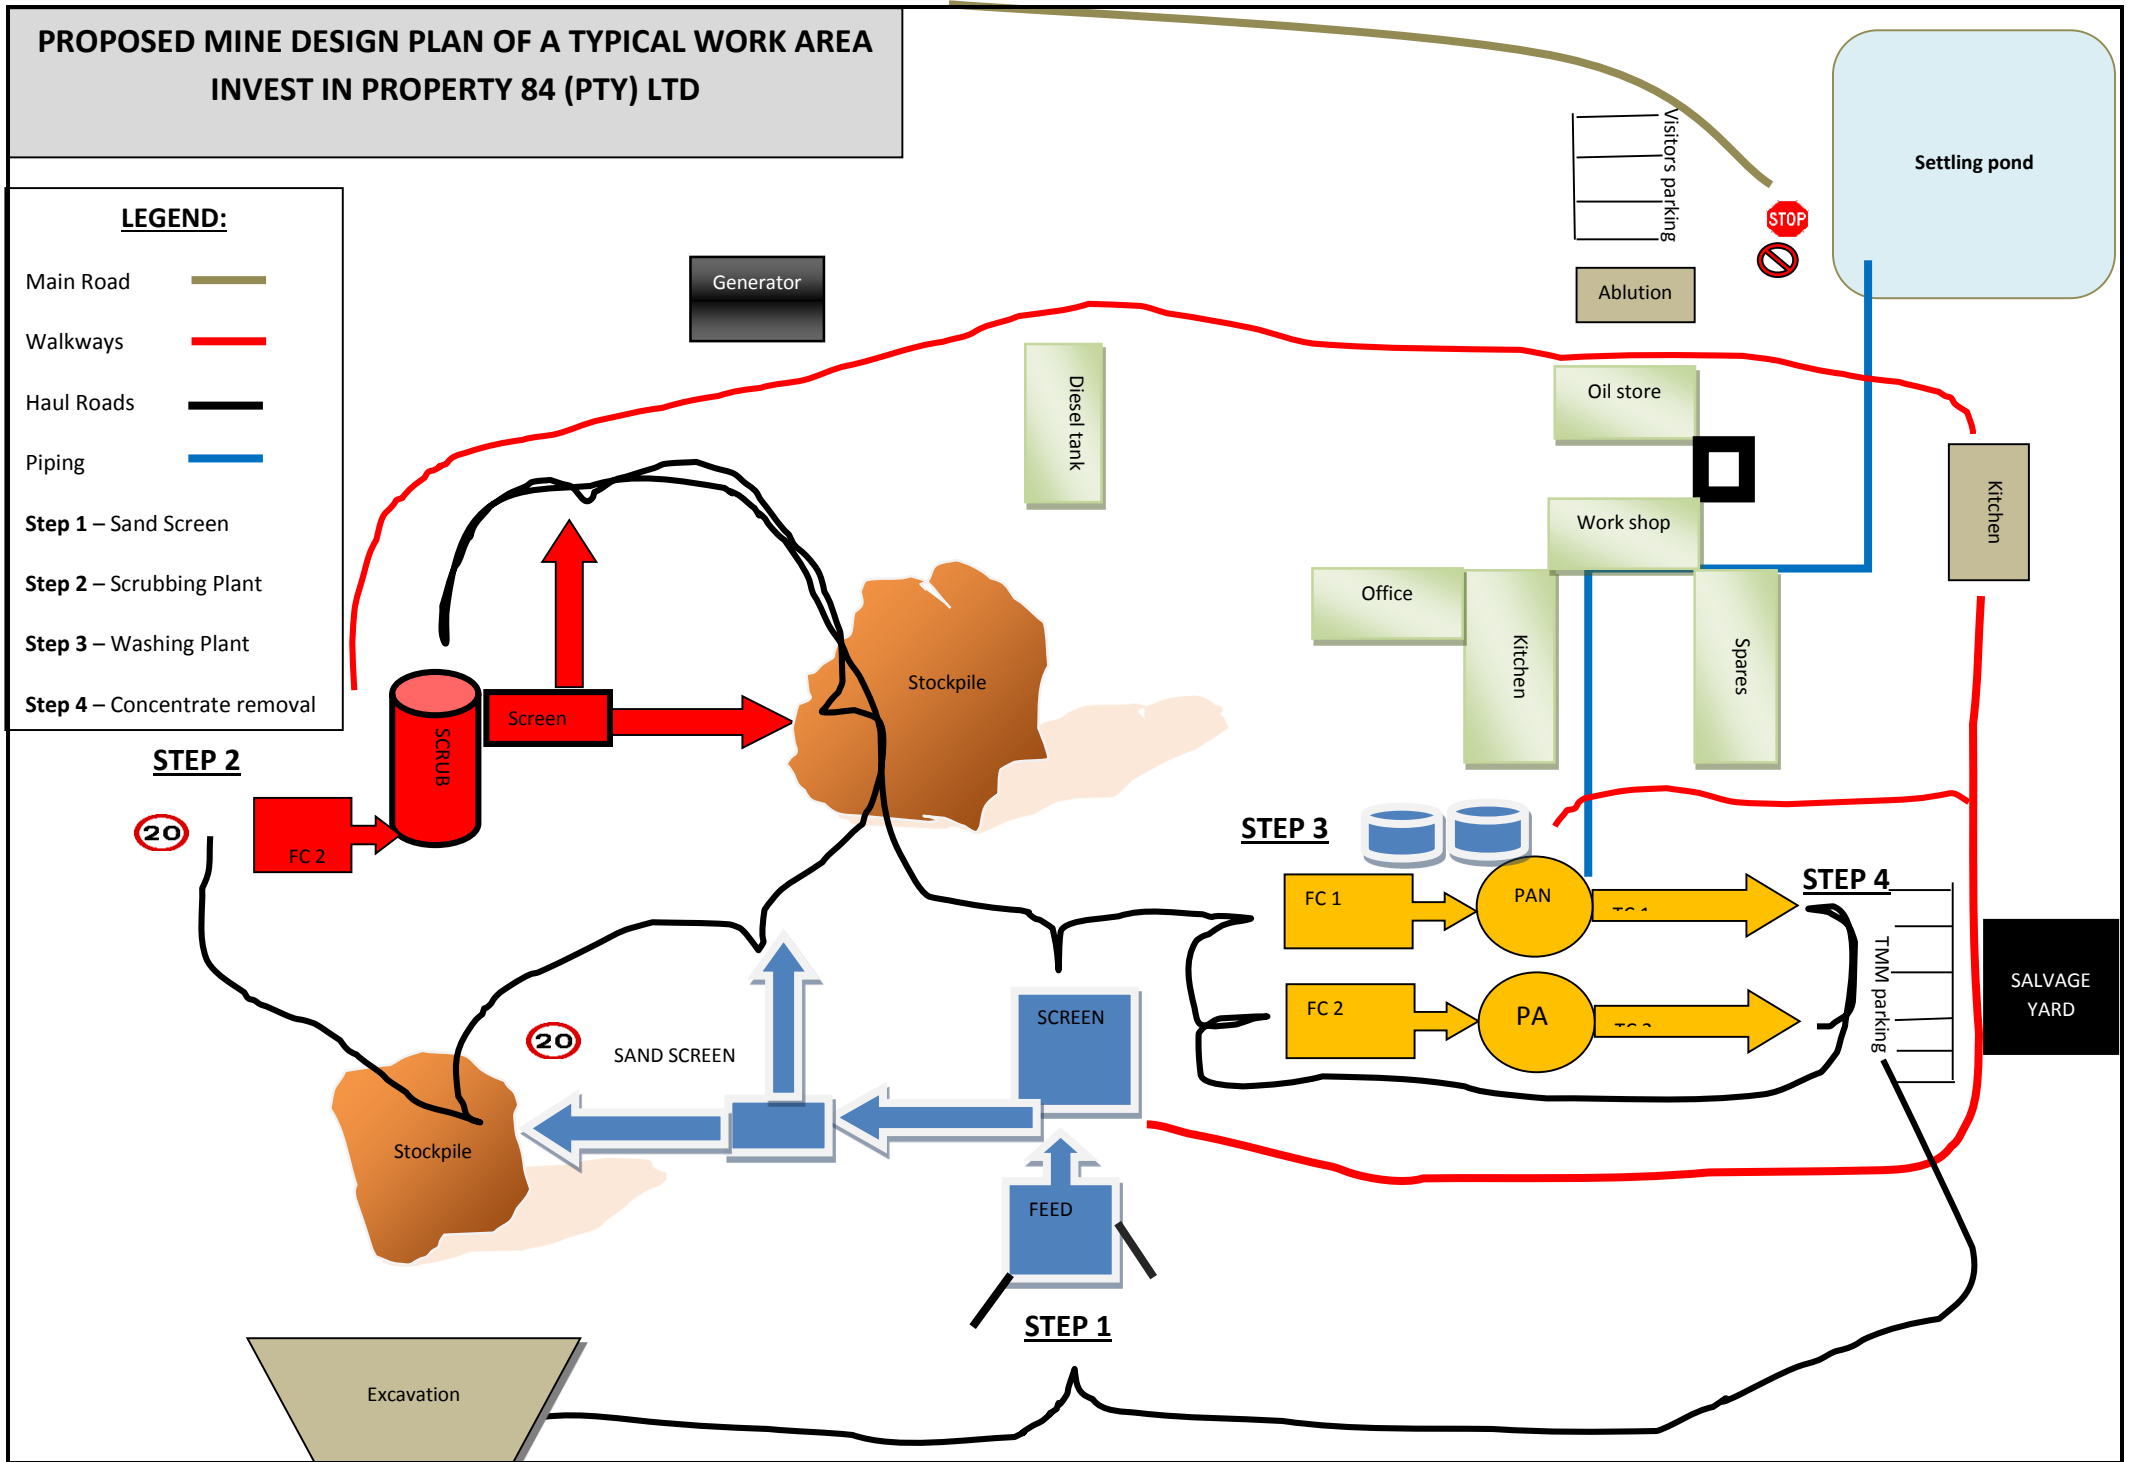 PROPOSED MINE DESIGN PLAN OF A TYPICAL WORK AREA
INVEST IN PROPERTY 84 (PTY) LTD
LEGEND:
Main Road
Walkways
Haul Roads
Piping
Step 1 – Sand Screen
Step 2 – Scrubbing Plant
Step 3 – Washing Plant
Step 4 – Concentrate removal
Visitors parking
STOP
Settling pond
Generator
Ablution
Diesel tank
Oil store
Kitchen
Work shop
Office
Kitchen
Spares
Stockpile
Screen
SCRUB
STEP 2
20
FC 2
STEP 3
FC 1
PAN
STEP 4
FC 2
PA
TMM parking
SALVAGE
YARD
SCREEN
20
SAND SCREEN
Stockpile
FEED
STEP 1
Excavation